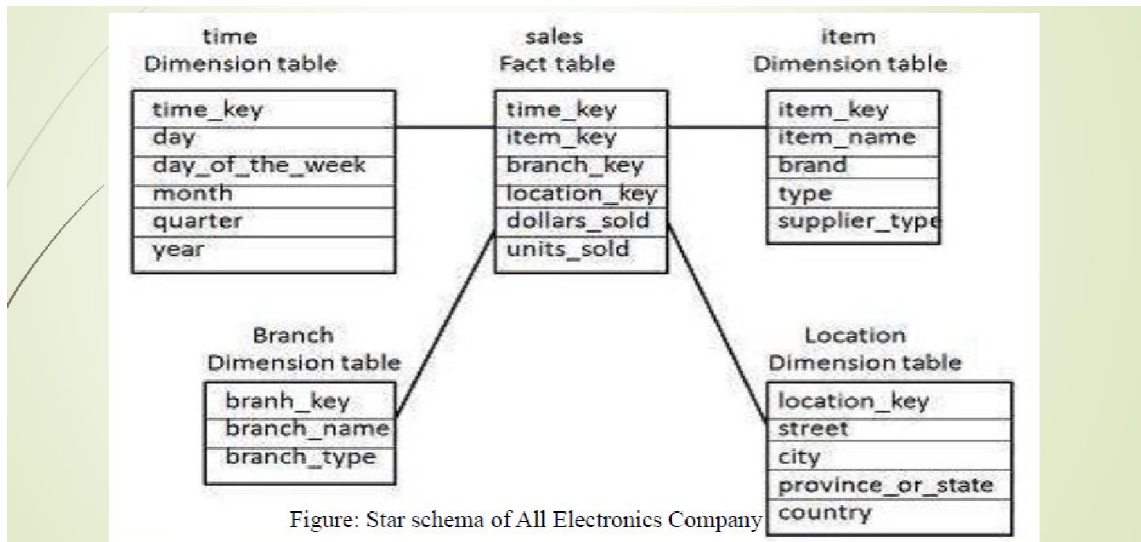 time
Dimension table
time_key
day
day_of_the_week
month
quarter
year
sales
Fact table
time_key
item_key
branch_key
location_key
dollars_sold
units_sold
item
Dimension table
item_key
item_name
brand
type
supplier_type
Branch
Dimension table
branh_key
branch_name
branch_type
Location
Dimension table
location_key
street
city
province_or_state
country
Figure: Star schema of All Electronics Company